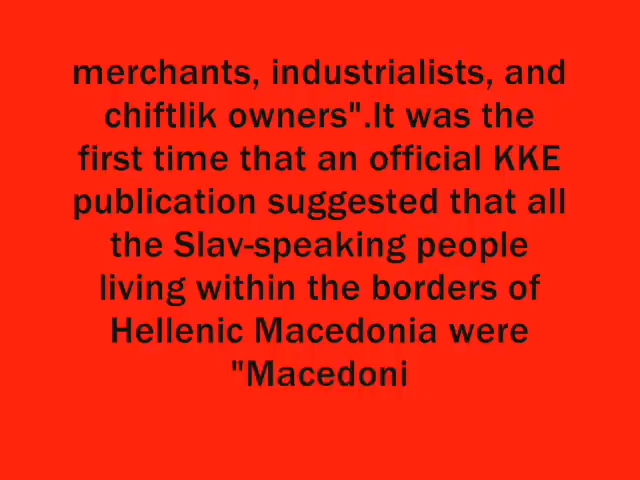 merchants, industrialists, and
chiftlik owners".It was the
first time that an official KKE
publication suggested that all
the Slav-speaking people
living within the borders of
Hellenic Macedonia were
"Macedoni